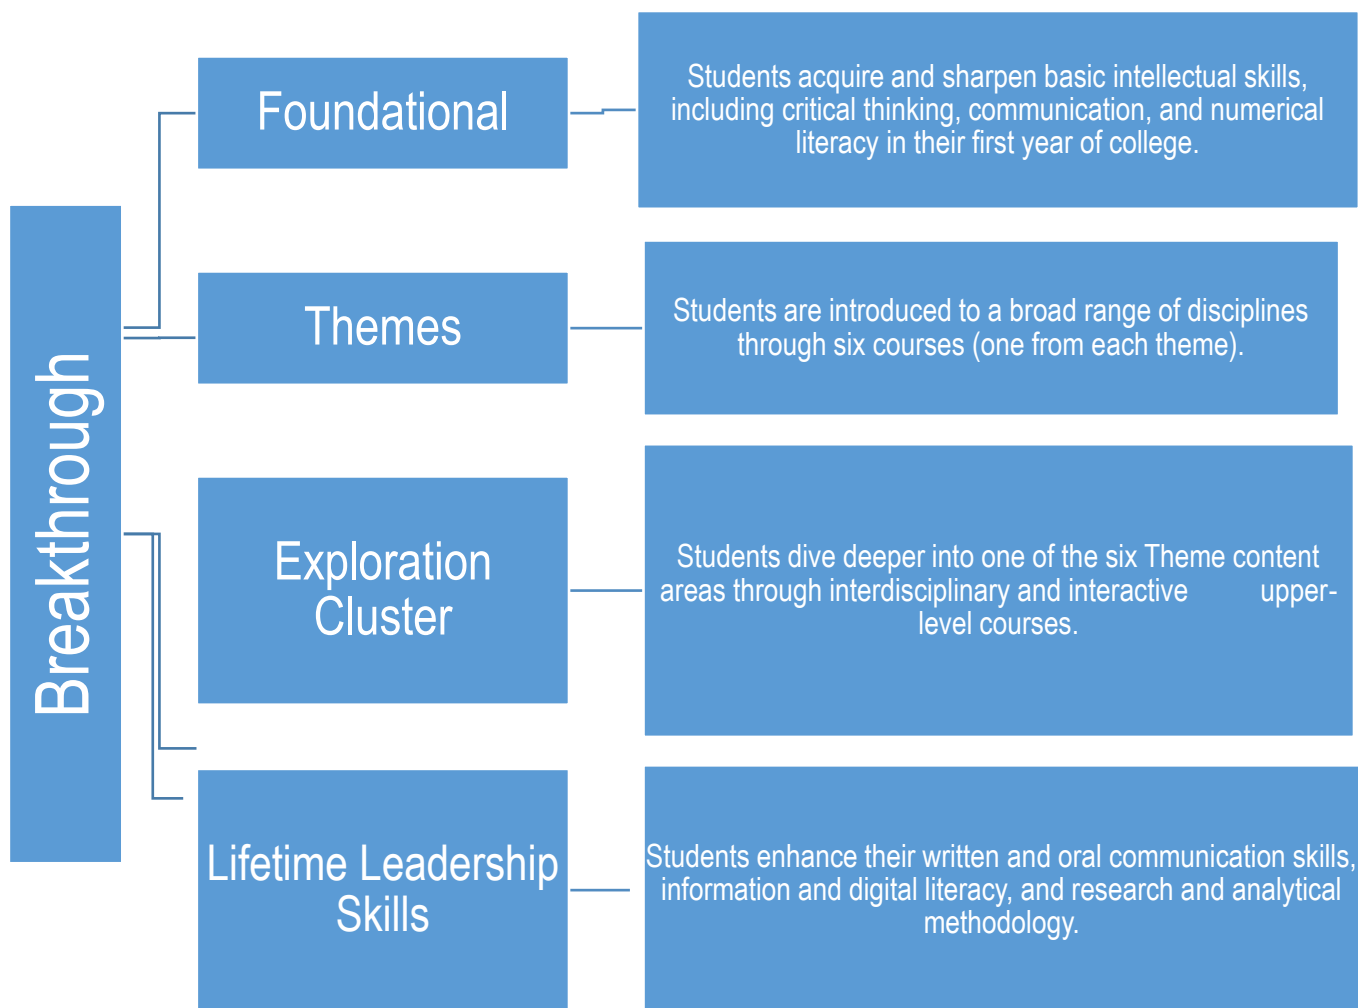 Breakthrough
Foundational
Students acquire and sharpen basic intellectual skills,
including critical thinking, communication, and numerical
literacy in their first year of college.
Themes
Students are introduced to a broad range of disciplines
through six courses (one from each theme).
Exploration
Cluster
Students dive deeper into one of the six Theme content
areas through interdisciplinary and interactive upper-
level courses.
Lifetime Leadership
Skills
Students enhance their written and oral communication skills,
information and digital literacy, and research and analytical
methodology.